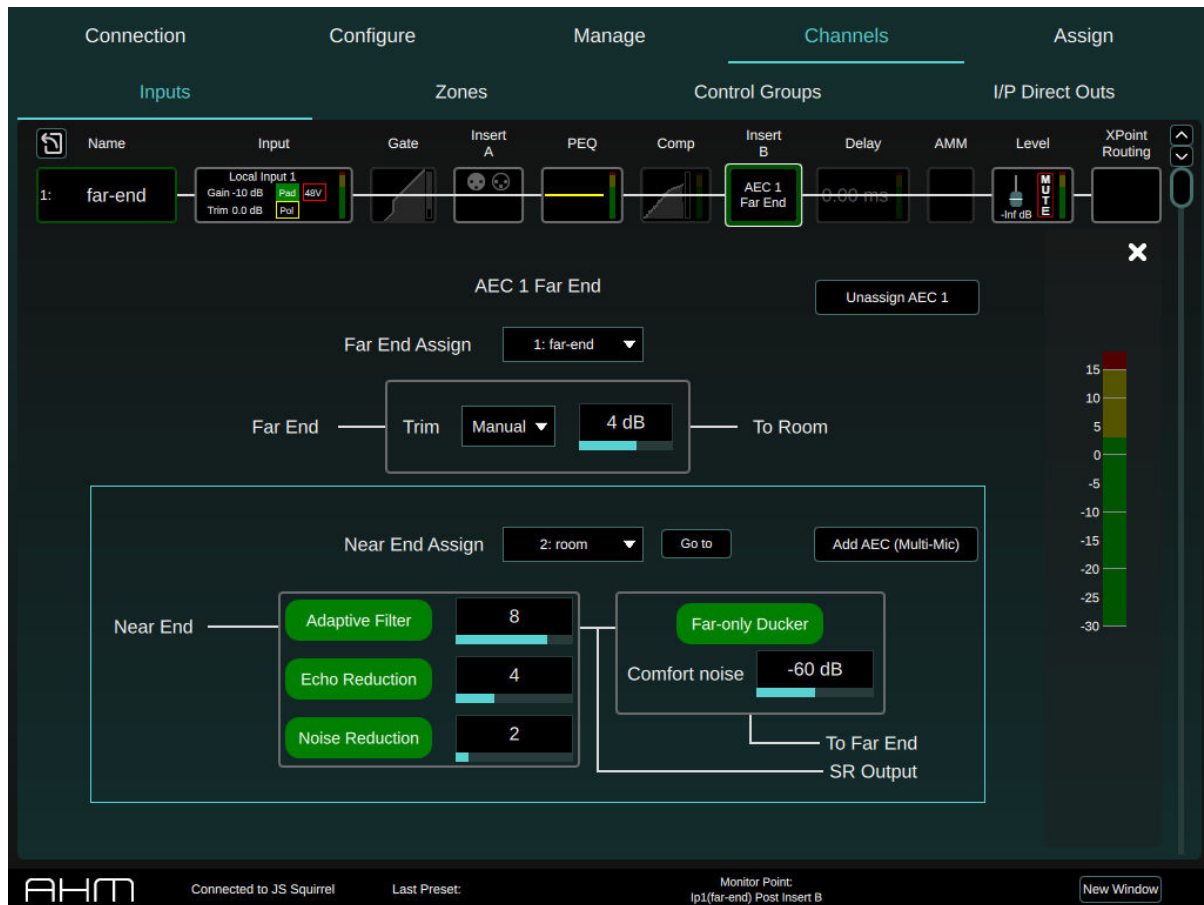 Connection Configure Manage Channels Assign
Inputs Zones Control Groups I/P Direct Outs
Name Input Gate Insert A PEQ Comp Insert B Delay AMM Level XPoint Routing
1: far-end
Local Input 1
Gain -10 dB Pad 48V
Trim 0.0 dB Pol
AEC 1
Far End
0.00 ms
-Inf dB
MUTE
AEC 1 Far End
Unassign AEC 1
Far End Assign 1: far-end
Far End Trim Manual 4 dB To Room
Near End Assign 2: room Go to Add AEC (Multi-Mic)
Near End
Adaptive Filter 8
Echo Reduction 4
Noise Reduction 2
Far-only Ducker
Comfort noise -60 dB
To Far End
SR Output
15
10
5
0
-5
-10
-15
-20
-25
-30
AHM
Connected to JS Squirrel
Last Preset:
Monitor Point:
Ip1(far-end) Post Insert B
New Window